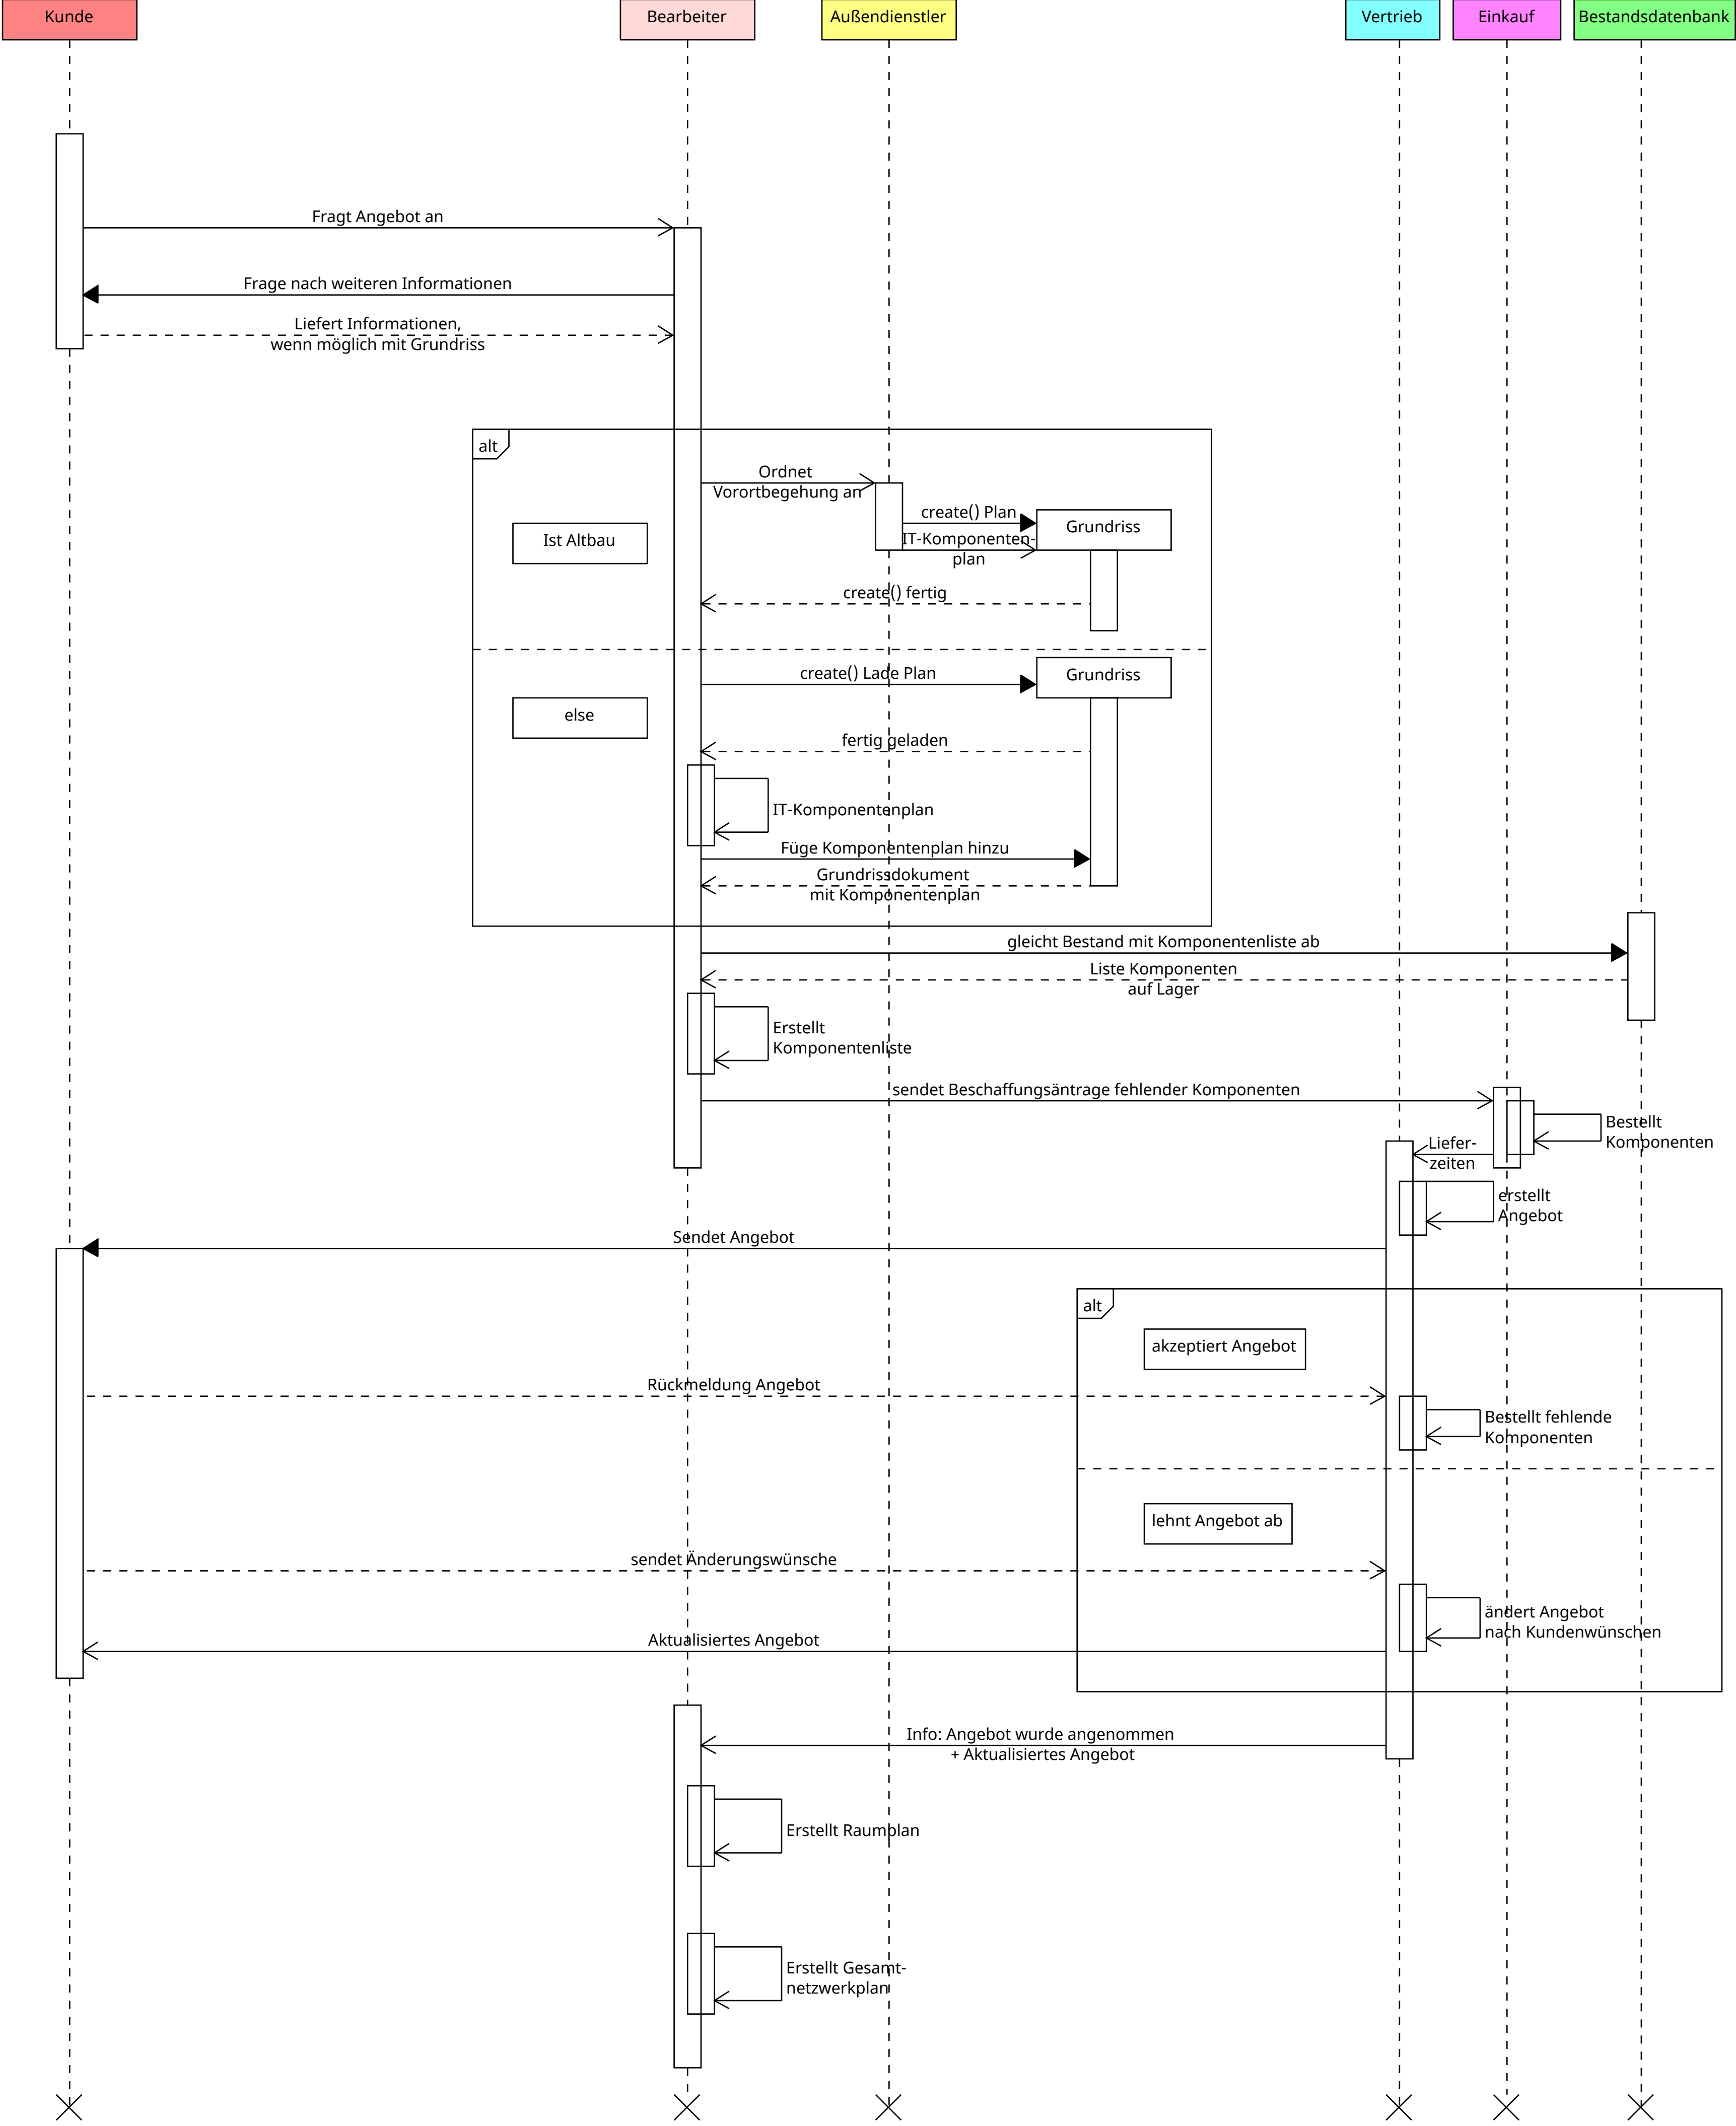 Kunde
Bearbeiter
Außendienstler
Vertrieb
Einkauf
Bestandsdatenbank
Fragt Angebot an
Frage nach weiteren Informationen
Liefert Informationen,
wenn möglich mit Grundriss
alt
Ordnet
Vorortbegehung an
create() Plan
Grundriss
Ist Altbau
IT-Komponenten-
plan
create() fertig
create() Lade Plan
Grundriss
else
fertig geladen
IT-Komponentenplan
Füge Komponentenplan hinzu
Grundrissdokument
mit Komponentenplan
gleicht Bestand mit Komponentenliste ab
Liste Komponenten
auf Lager
Erstellt
Komponentenliste
sendet Beschaffungsäntrage fehlender Komponenten
Bestellt
Komponenten
Liefer-
zeiten
erstellt
Angebot
Sendet Angebot
alt
akzeptiert Angebot
Rückmeldung Angebot
Bestellt fehlende
Komponenten
lehnt Angebot ab
sendet Änderungswünsche
ändert Angebot
nach Kundenwünschen
Aktualisiertes Angebot
Info: Angebot wurde angenommen
+ Aktualisiertes Angebot
Erstellt Raumplan
Erstellt Gesamt-
netzwerkplan